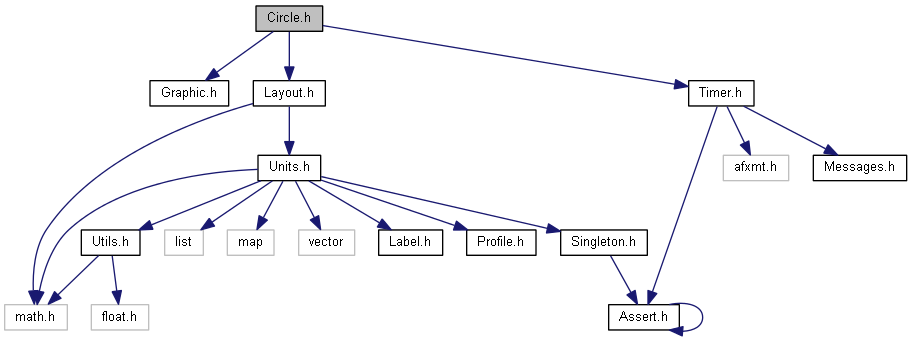 Circle.h
Graphic.h
Layout.h
Timer.h
Units.h
afxmt.h
Messages.h
Utils.h
list
map
vector
Label.h
Profile.h
Singleton.h
math.h
float.h
Assert.h